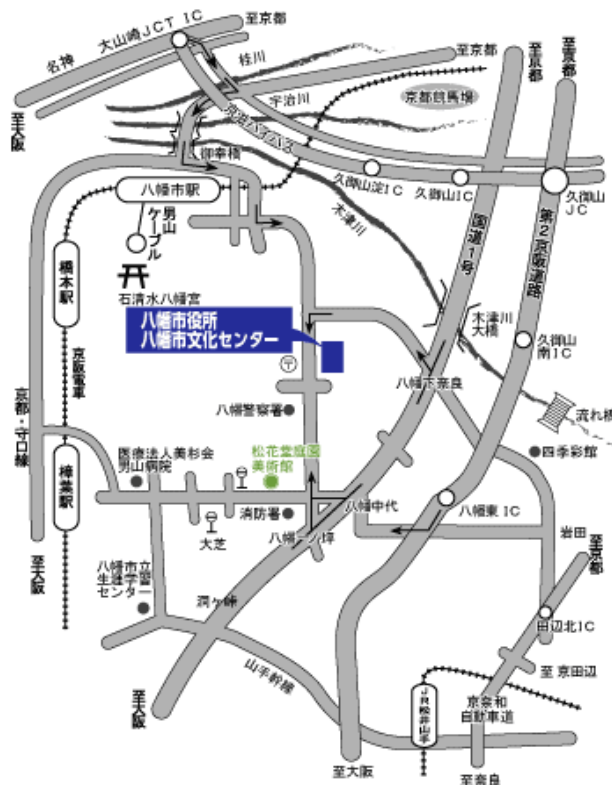 名神
大山崎JCT IC
至京都
桂川
至京都
至京都
至京都
至大阪
宇治川
京都競馬場
京滋バイパス
御幸橋
久御山淀IC
久御山IC
久御山
JC
八幡市駅
男山
ケーブル
木津川
国道1号
第2京阪道路
橋本駅
石清水八幡宮
八幡市役所
八幡市文化センター
木津川
大橋
久御山
南IC
京阪電車
〒
八幡下奈良
流れ橋
京都・守口線
八幡警察署
四季彩館
医療法人美杉会
男山病院
松花堂庭園
美術館
樟葉駅
八幡中代
八幡東IC
消防署
大芝
八幡一ノ坪
岩田
至大阪
至京都
八幡市立
生涯学習
センター
洞ヶ峠
田辺北IC
山手幹線
至 京田辺
至大阪
JR松井山手
京奈和
自動車道
至大阪
至奈良